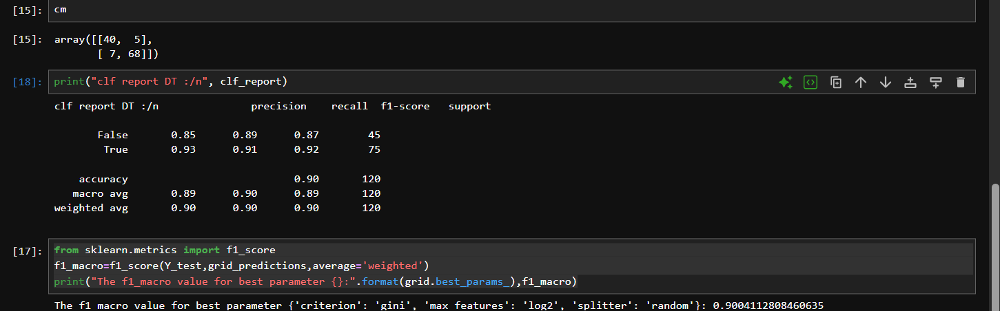 [15]: cm
[15]: array([[40,  5],
       [ 7, 68]])
[18]: print("clf report DT :/n", clf_report)
clf report DT :/n               precision    recall  f1-score   support
       False       0.85      0.89      0.87        45
        True       0.93      0.91      0.92        75
    accuracy                           0.90       120
   macro avg       0.89      0.90      0.89       120
weighted avg       0.90      0.90      0.90       120
[17]: from sklearn.metrics import f1_score
f1_macro=f1_score(Y_test,grid_predictions,average='weighted')
print("The f1_macro value for best parameter {}:".format(grid.best_params_),f1_macro)
The f1_macro value for best parameter {'criterion': 'gini', 'max_features': 'log2', 'splitter': 'random'}: 0.9004112808460635